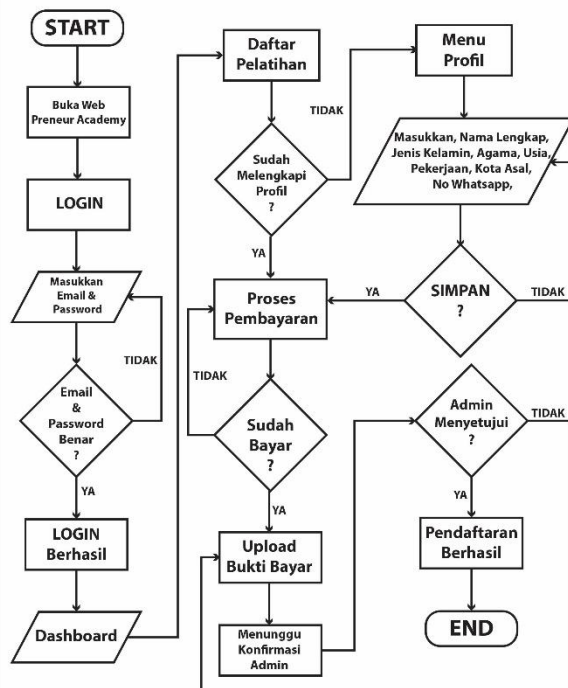 START
Buka Web
Preneur Academy
LOGIN
Masukkan
Email &
Password
TIDAK
Email
&
Password
Benar
?
YA
LOGIN
Berhasil
Dashboard
Daftar
Pelatihan
TIDAK
Sudah
Melengkapi
Profil
?
YA
Proses
Pembayaran
TIDAK
Sudah
Bayar
?
YA
Upload
Bukti Bayar
Menunggu
Konfirmasi
Admin
Menu
Profil
Masukkan, Nama Lengkap,
Jenis Kelamin, Agama, Usia,
Pekerjaan, Kota Asal,
No Whatsapp,
YA
SIMPAN
?
TIDAK
Admin
Menyetujui
?
TIDAK
YA
Pendaftaran
Berhasil
END